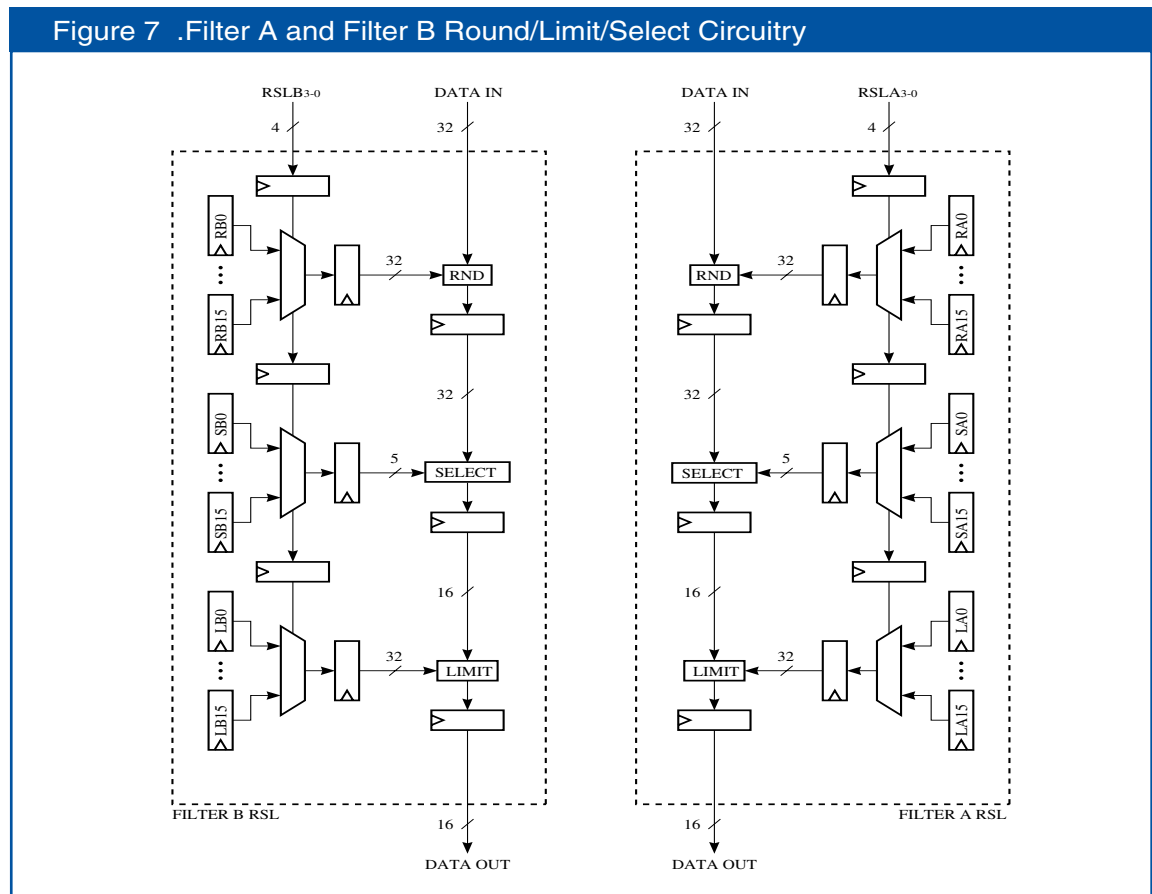 Figure 7 .Filter A and Filter B Round/Limit/Select Circuitry
RSLB3-0 DATA IN DATA IN RSLA3-0
4 32 32 4
RB0 RA0
32 32
RND RND
RB15 RA15
32 32
SB0 SA0
5 5
SELECT SELECT
SB15 SA15
16 16
LB0 LA0
32 32
LIMIT LIMIT
LB15 LA15
FILTER B RSL FILTER A RSL
16 16
DATA OUT DATA OUT